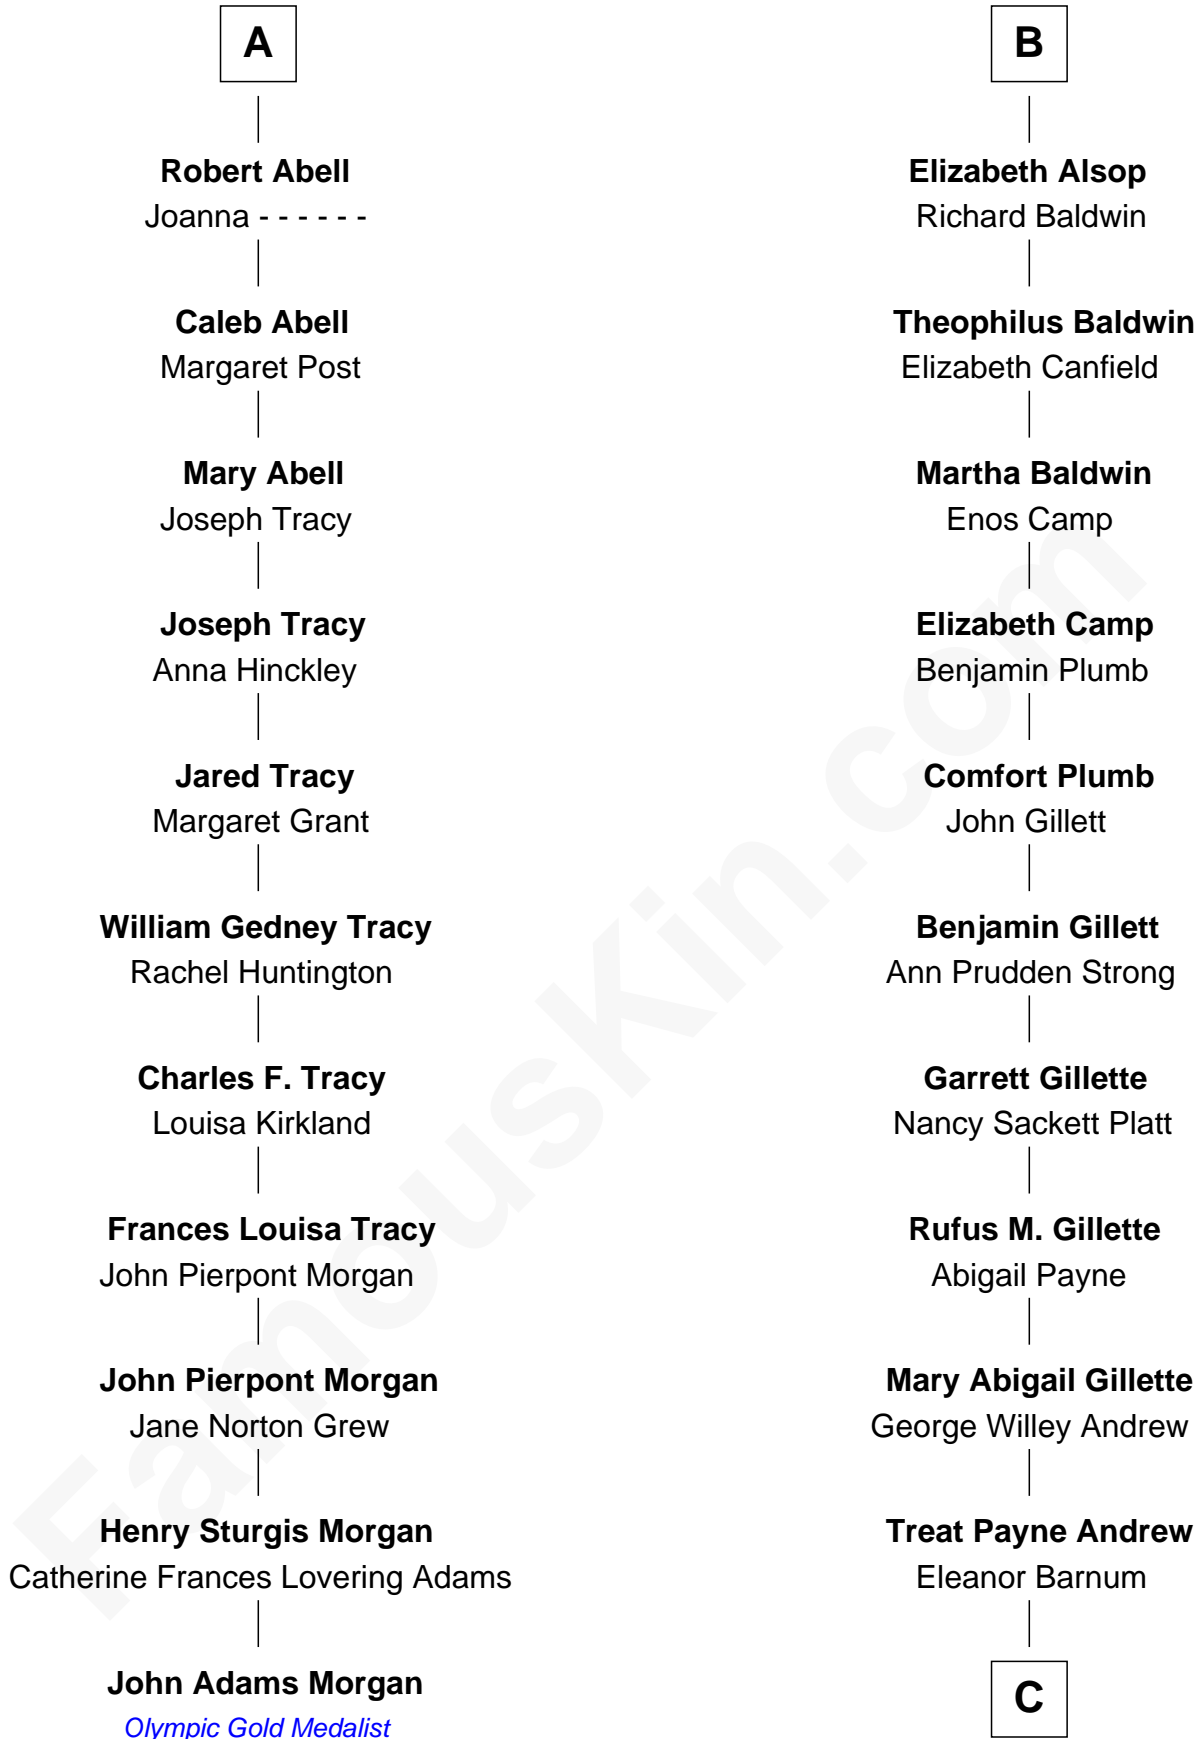 A
Robert Abell
Joanna - - - - - -
Caleb Abell
Margaret Post
Mary Abell
Joseph Tracy
Joseph Tracy
Anna Hinckley
Jared Tracy
Margaret Grant
William Gedney Tracy
Rachel Huntington
Charles F. Tracy
Louisa Kirkland
Frances Louisa Tracy
John Pierpont Morgan
John Pierpont Morgan
Jane Norton Grew
Henry Sturgis Morgan
Catherine Frances Lovering Adams
John Adams Morgan
Olympic Gold Medalist
B
Elizabeth Alsop
Richard Baldwin
Theophilus Baldwin
Elizabeth Canfield
Martha Baldwin
Enos Camp
Elizabeth Camp
Benjamin Plumb
Comfort Plumb
John Gillett
Benjamin Gillett
Ann Prudden Strong
Garrett Gillette
Nancy Sackett Platt
Rufus M. Gillette
Abigail Payne
Mary Abigail Gillette
George Willey Andrew
Treat Payne Andrew
Eleanor Barnum
C
FamousKin.com